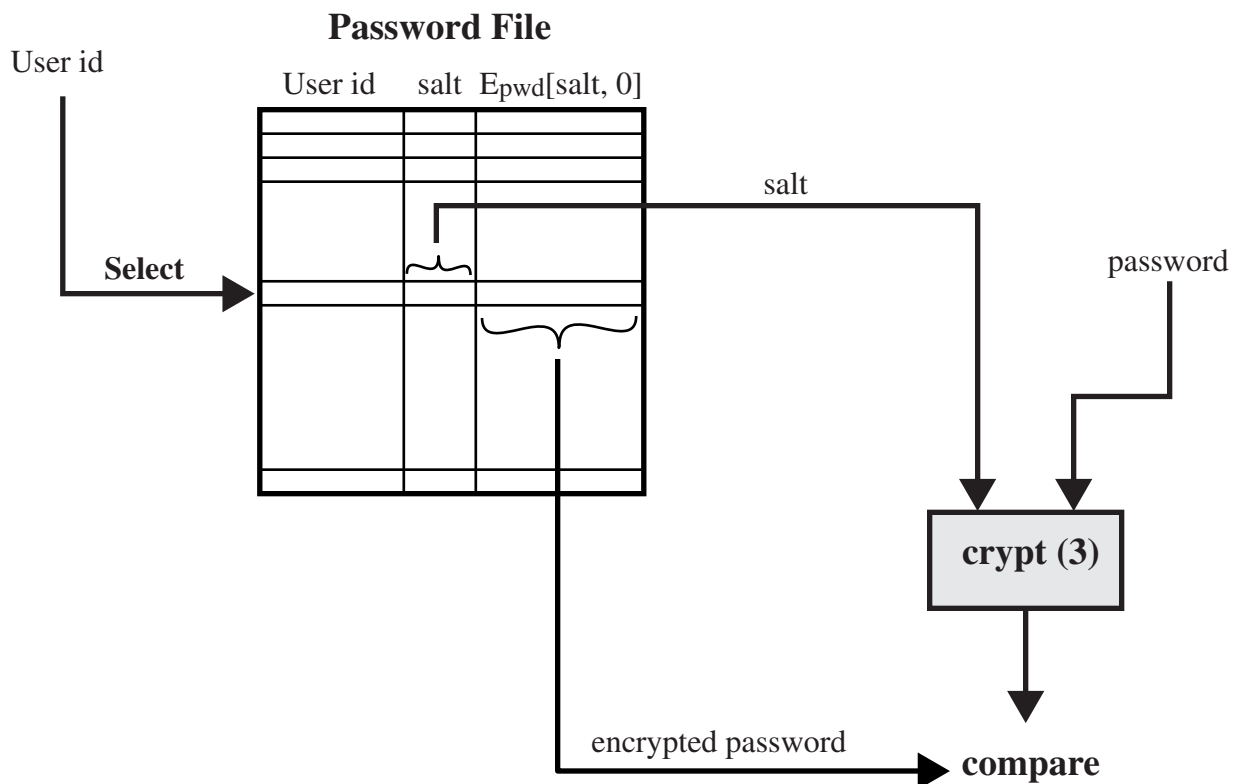 Password File
User id
User id salt Epwd[salt, 0]
salt
Select
password
crypt (3)
encrypted password
compare